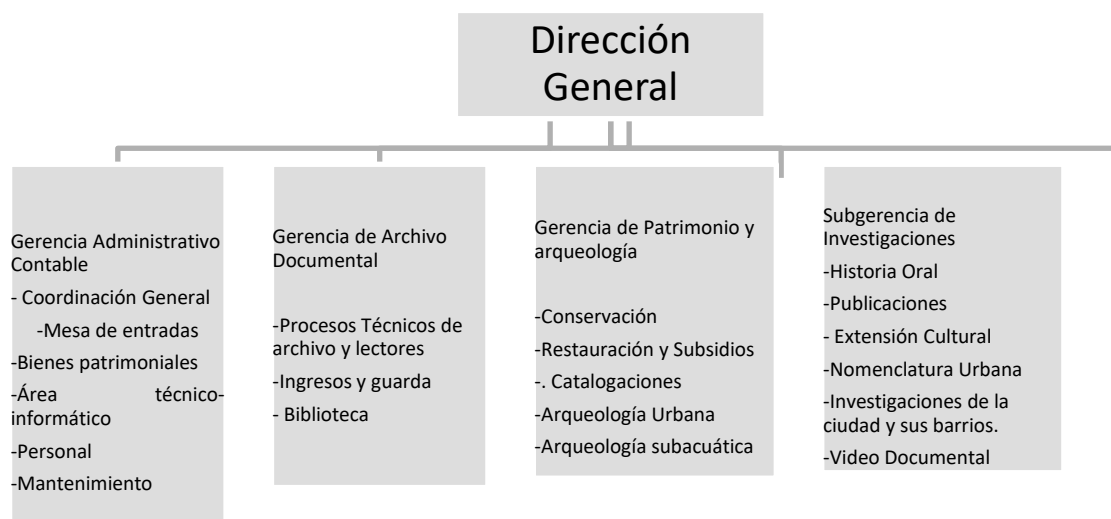 Dirección
General
Gerencia Administrativo
Contable
- Coordinación General
-Mesa de entradas
-Bienes patrimoniales
-Área técnico-
informático
-Personal
-Mantenimiento
Gerencia de Archivo
Documental
-Procesos Técnicos de
archivo y lectores
-Ingresos y guarda
- Biblioteca
Gerencia de Patrimonio y
arqueología
-Conservación
-Restauración y Subsidios
-. Catalogaciones
-Arqueología Urbana
-Arqueología subacuática
Subgerencia de
Investigaciones
-Historia Oral
-Publicaciones
- Extensión Cultural
-Nomenclatura Urbana
-Investigaciones de la
ciudad y sus barrios.
-Video Documental